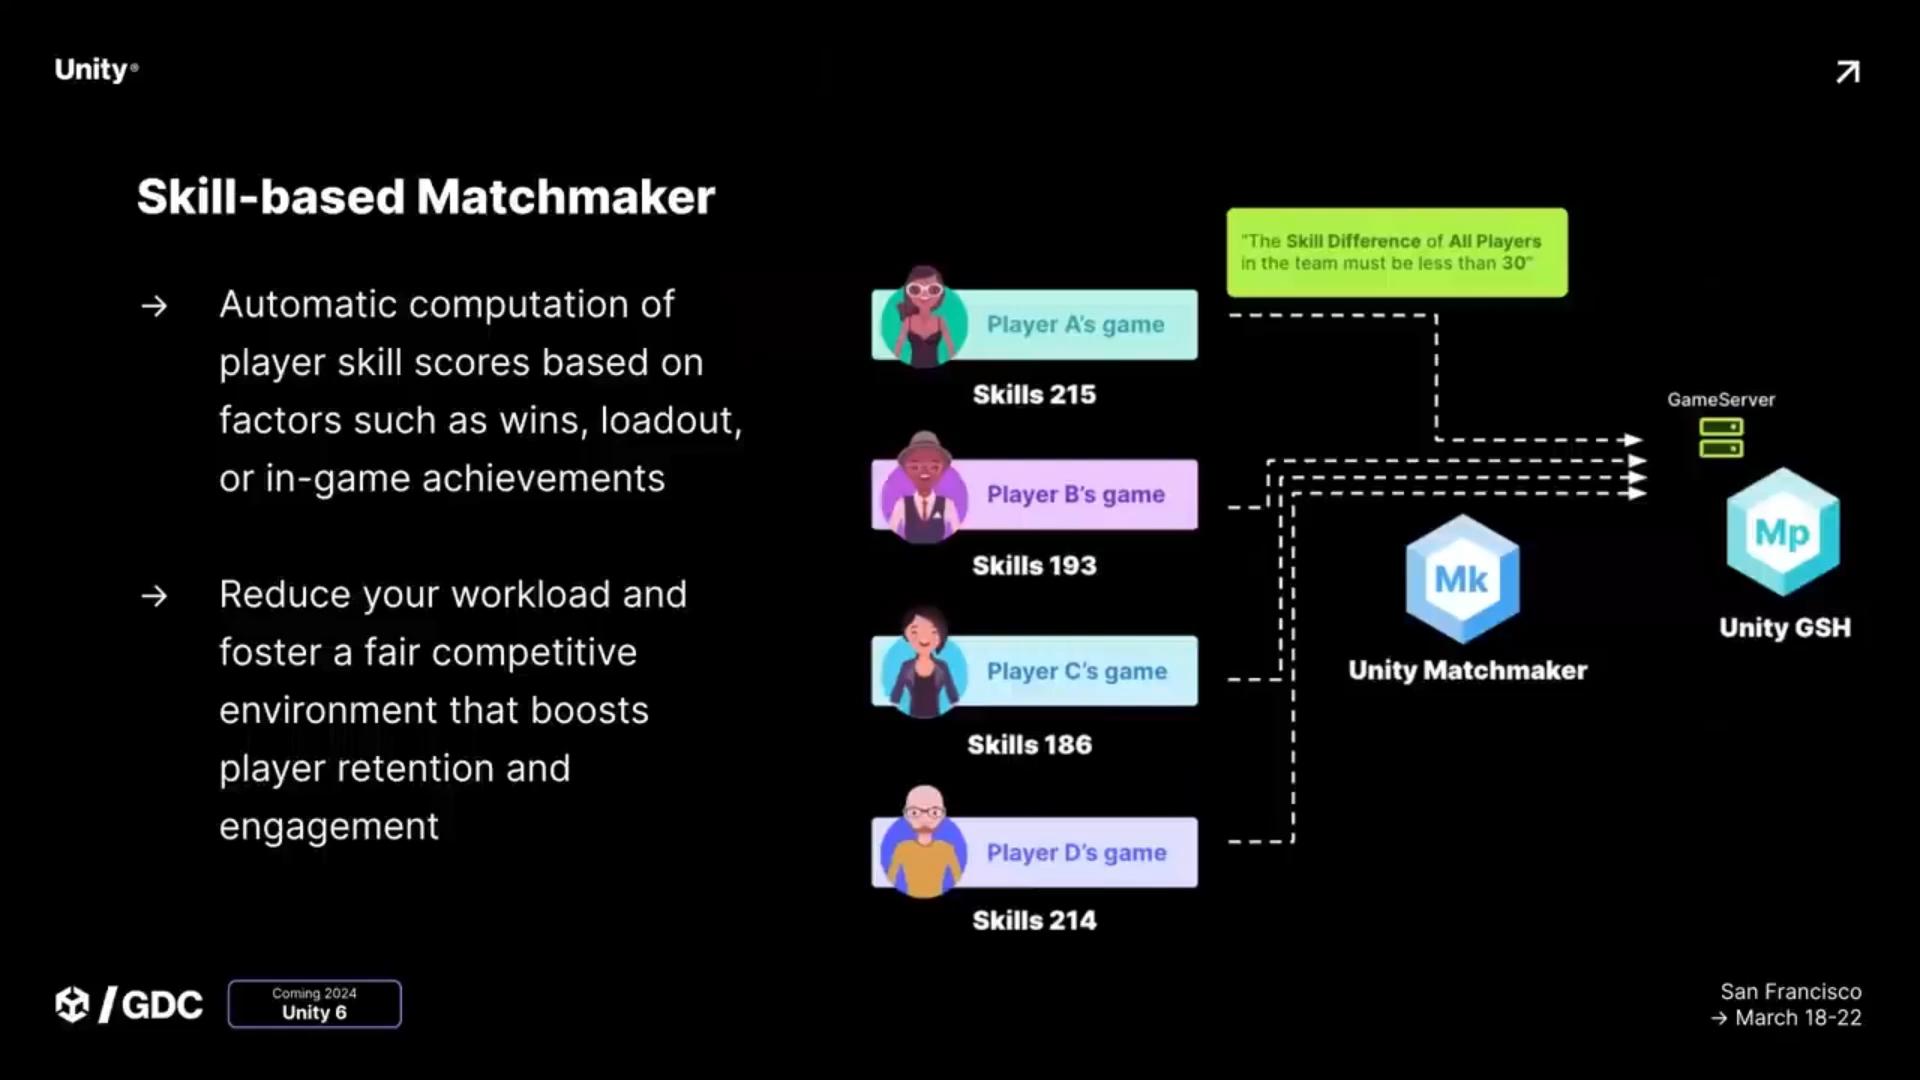 Unity®
Skill-based Matchmaker
→ Automatic computation of
player skill scores based on
factors such as wins, loadout,
or in-game achievements
→ Reduce your workload and
foster a fair competitive
environment that boosts
player retention and
engagement
"The Skill Difference of All Players
in the team must be less than 30"
Player A's game
Skills 215
Player B's game
Skills 193
Player C's game
Skills 186
Player D's game
Skills 214
GameServer
Mk
Unity Matchmaker
Mp
Unity GSH
/GDC
Coming 2024
Unity 6
San Francisco
→ March 18-22